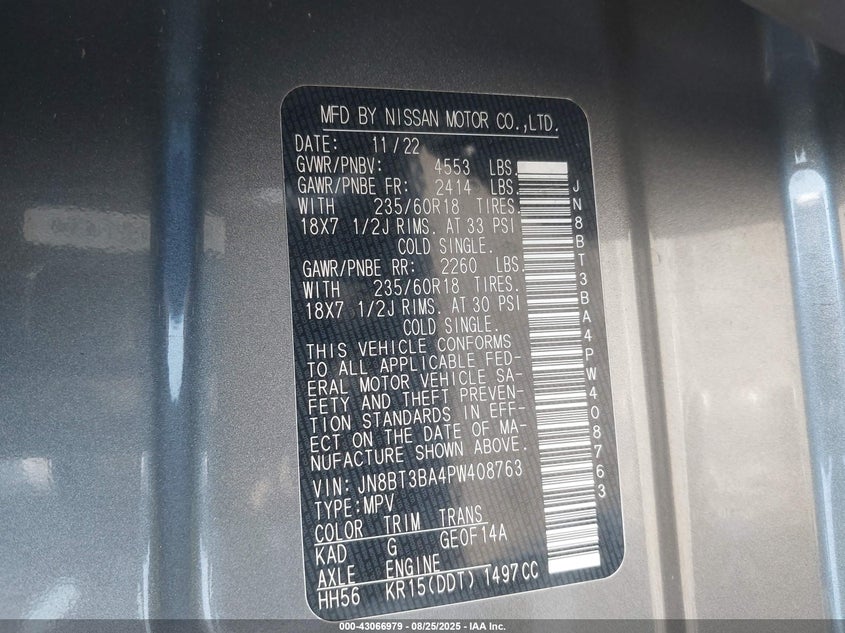 MFD BY NISSAN MOTOR CO.,LTD.
DATE: 11/22
GVWR/PNBV: 4553 LBS.
GAWR/PNBE FR: 2414 LBS.
WITH 235/60R18 TIRES.
18X7 1/2J RIMS. AT 33 PSI
COLD SINGLE.
GAWR/PNBE RR: 2260 LBS.
WITH 235/60R18 TIRES.
18X7 1/2J RIMS. AT 30 PSI
COLD SINGLE.
THIS VEHICLE CONFORMS
TO ALL APPLICABLE FED-
ERAL MOTOR VEHICLE SA-
FETY AND THEFT PREVEN-
TION STANDARDS IN EFF-
ECT ON THE DATE OF MA-
NUFACTURE SHOWN ABOVE.
VIN: JN8BT3BA4PW408763
TYPE:MPV
COLOR TRIM TRANS
KAD G GE0F14A
AXLE ENGINE
HH56 KR15(DDT) 1497CC
JN8BT3BA4PW408763
000-43066979 - 08/25/2025 - IAA Inc.